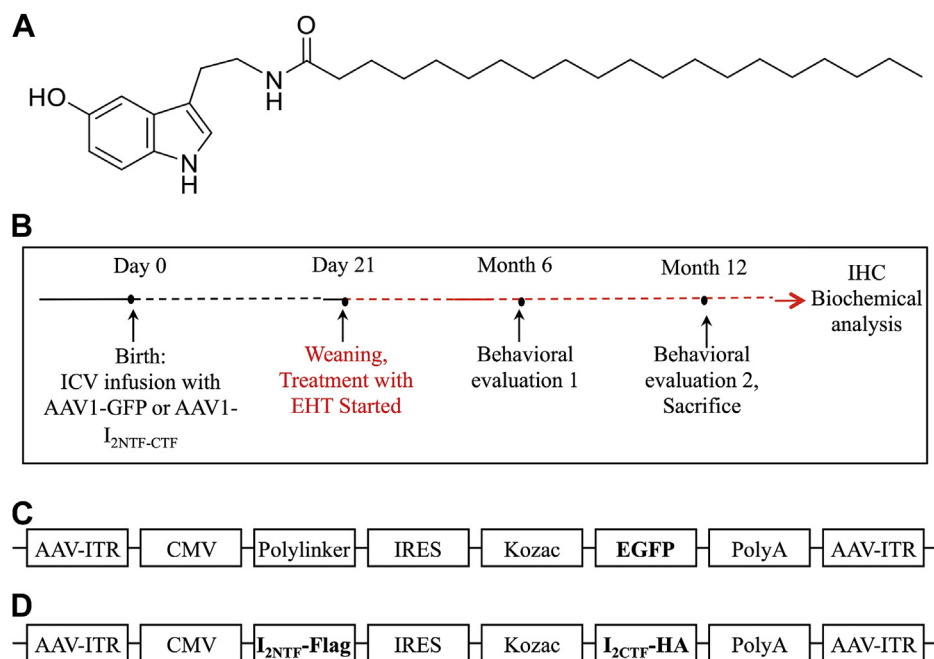 A
O
HO
N
H
N
H
B
Day 0
Day 21
Month 6
Month 12
IHC
Biochemical
analysis
Birth:
ICV infusion with
AAV1-GFP or AAV1-
I2NTF-CTF
Weaning,
Treatment with
EHT Started
Behavioral
evaluation 1
Behavioral
evaluation 2,
Sacrifice
C
AAV-ITR CMV Polylinker IRES Kozac EGFP PolyA AAV-ITR
D
AAV-ITR CMV I2NTF-Flag IRES Kozac I2CTF-HA PolyA AAV-ITR